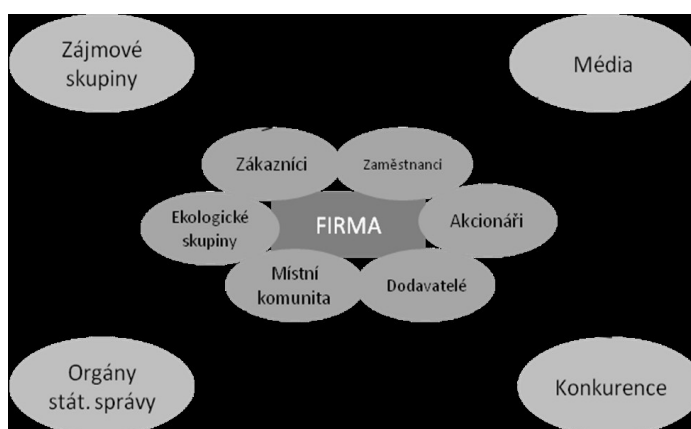 Zájmové
skupiny
Média
Zákazníci
Zaměstnanci
Ekologické
skupiny
FIRMA
Akcionáři
Místní
komunita
Dodavatelé
Orgány
stát. správy
Konkurence